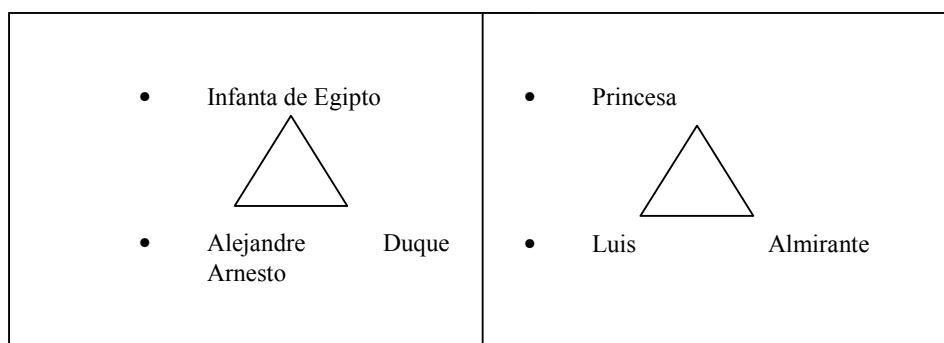 • Infanta de Egipto
• Alejandre Duque
Arnesto
• Princesa
• Luis Almirante